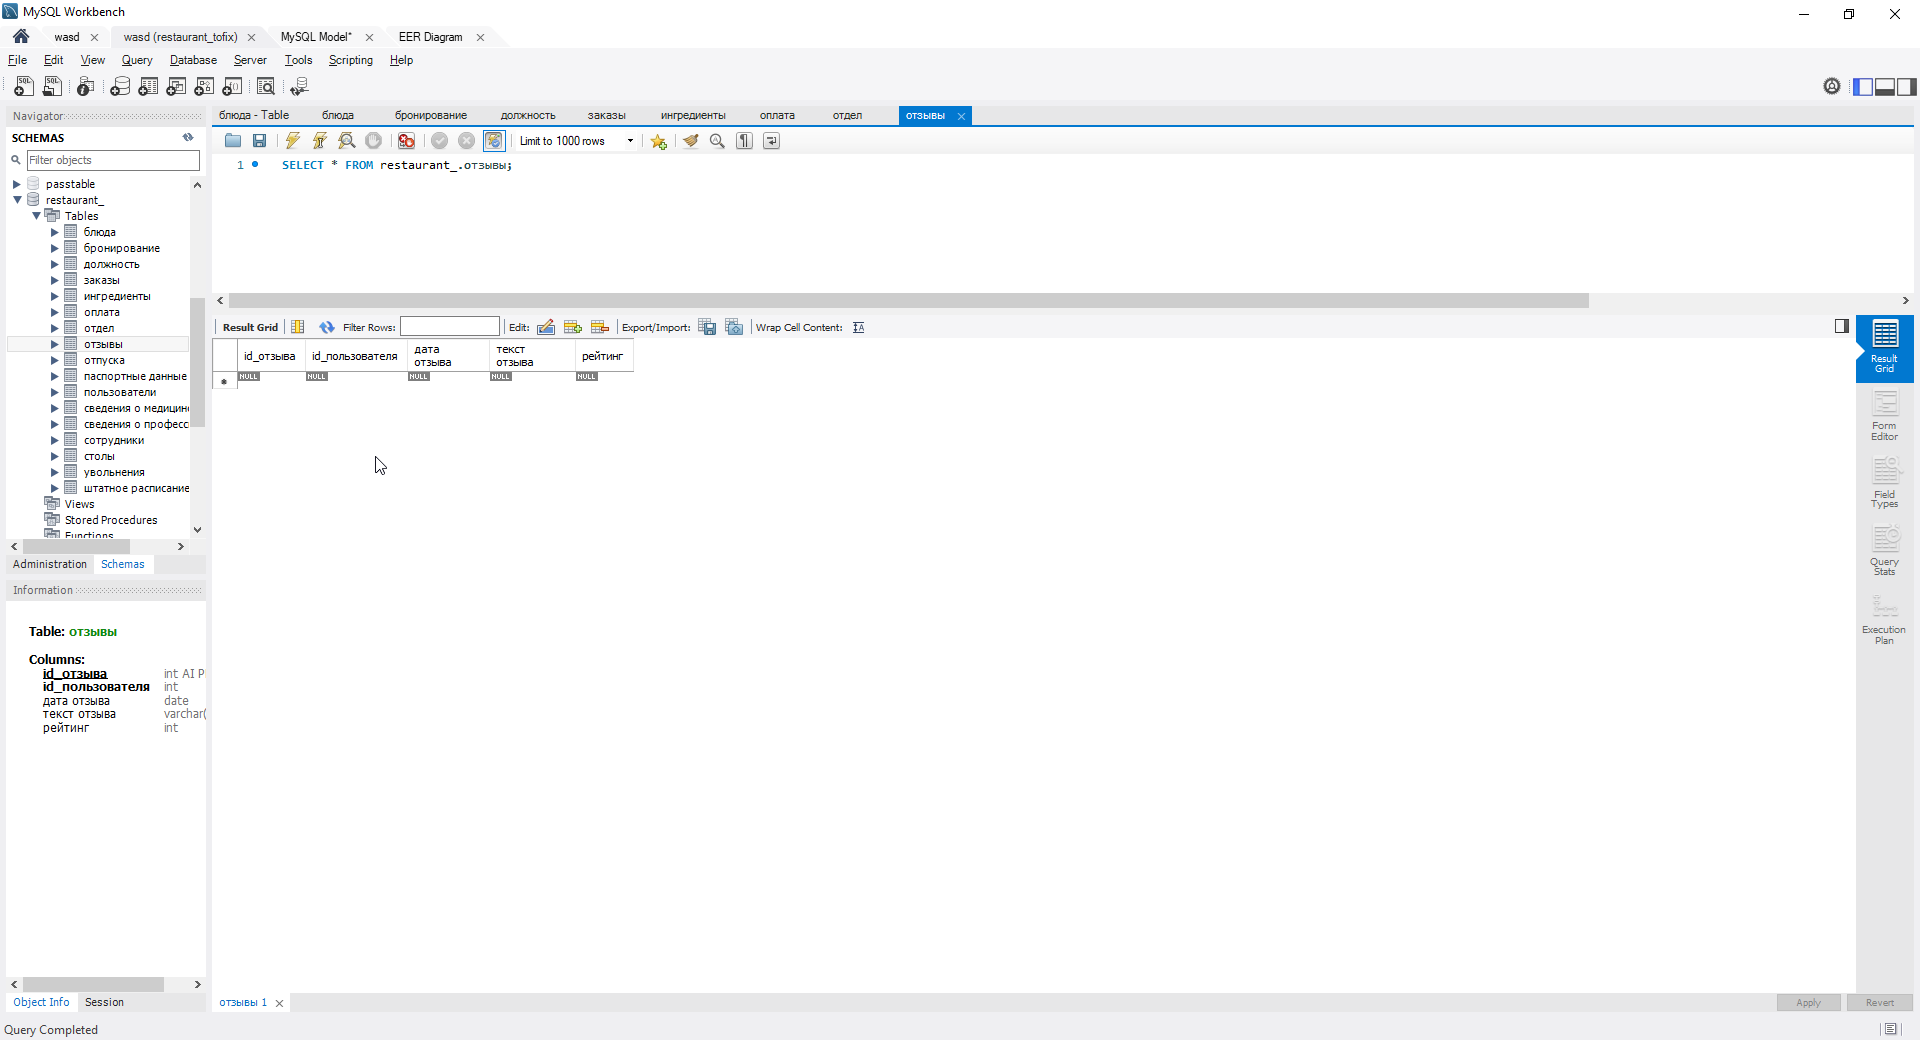 MySQL Workbench
wasd
wasd (restaurant_tofix)
MySQL Model*
EER Diagram
File Edit View Query Database Server Tools Scripting Help
Navigator
SCHEMAS
Filter objects
passtable
restaurant_
Tables
блюда
бронирование
должность
заказы
ингредиенты
оплата
отдел
отзывы
отпуска
паспортные данные
пользователи
сведения о медицин
сведения о професс
сотрудники
столы
увольнения
штатное расписание
Views
Stored Procedures
Functions
Administration Schemas
Information
Table: отзывы
Columns:
id_отзыва int AI P
id_пользователя int
дата отзыва date
текст отзыва varchar(
рейтинг int
Object Info Session
Query Completed
блюда - Table блюда бронирование должность заказы ингредиенты оплата отдел отзывы
Limit to 1000 rows
1 SELECT * FROM restaurant_.отзывы;
Result Grid Filter Rows: Edit: Export/Import: Wrap Cell Content:
id_отзыва id_пользователя дата отзыва текст отзыва рейтинг
NULL NULL NULL NULL NULL
Result
Grid
Form
Editor
Field
Types
Query
Stats
Execution
Plan
отзывы 1
Apply Revert